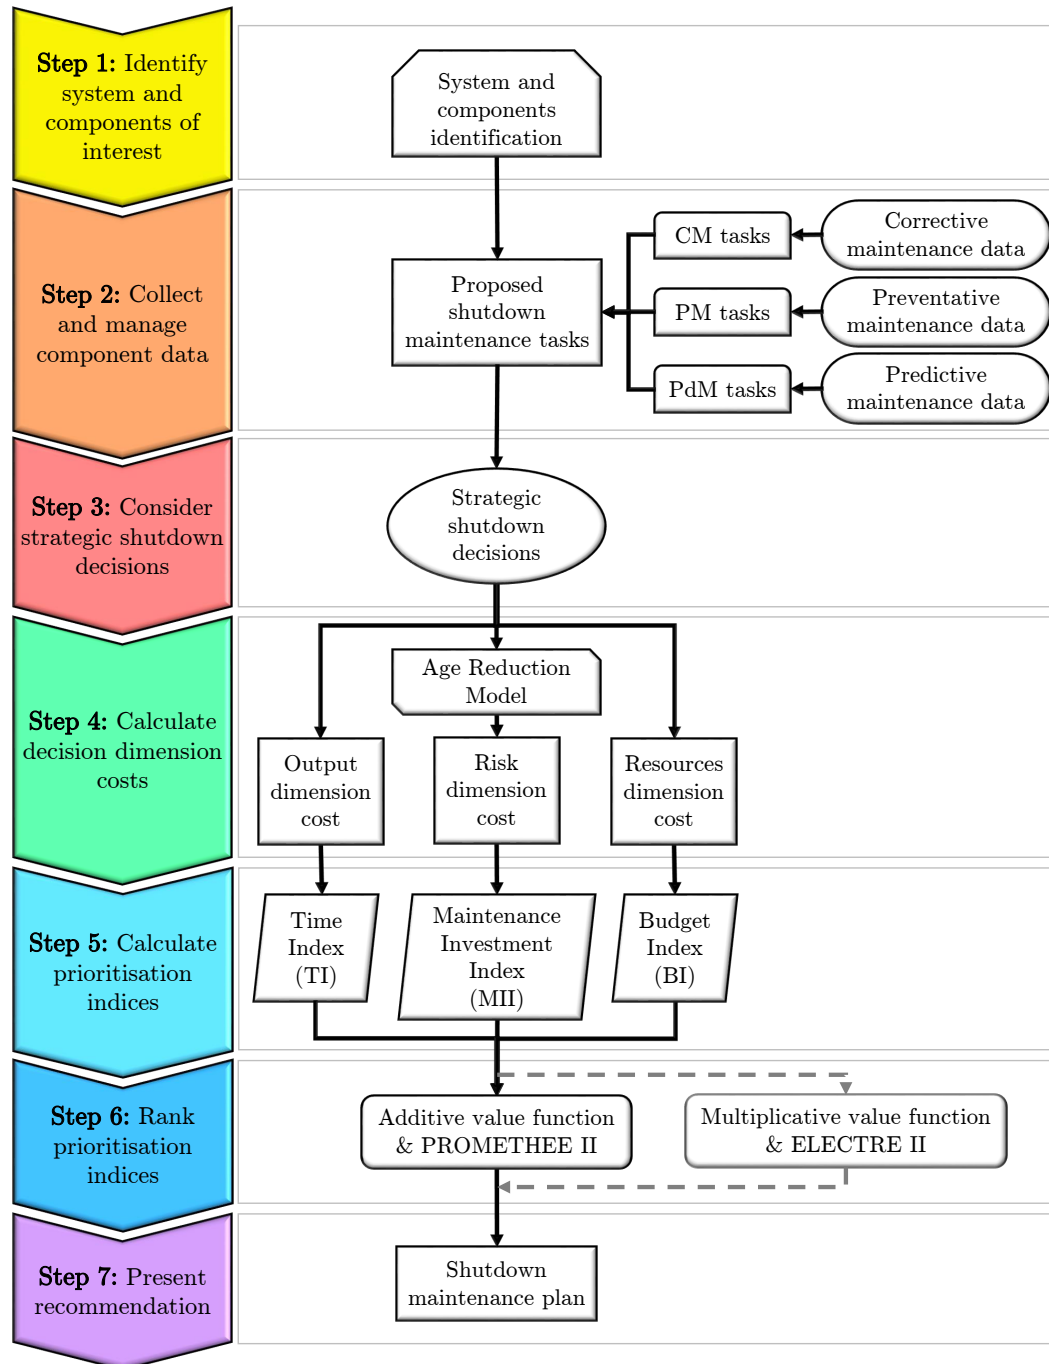 Step 1: Identify
system and
components of
interest
System and
components
identification
Step 2: Collect
and manage
component data
Proposed
shutdown
maintenance tasks
CM tasks
Corrective
maintenance data
PM tasks
Preventative
maintenance data
PdM tasks
Predictive
maintenance data
Step 3: Consider
strategic shutdown
decisions
Strategic
shutdown
decisions
Step 4: Calculate
decision dimension
costs
Age Reduction
Model
Output
dimension
cost
Risk
dimension
cost
Resources
dimension
cost
Step 5: Calculate
prioritisation
indices
Time
Index
(TI)
Maintenance
Investment
Index
(MII)
Budget
Index
(BI)
Step 6: Rank
prioritisation
indices
Additive value function
& PROMETHEE II
Multiplicative value function
& ELECTRE II
Step 7: Present
recommendation
Shutdown
maintenance plan